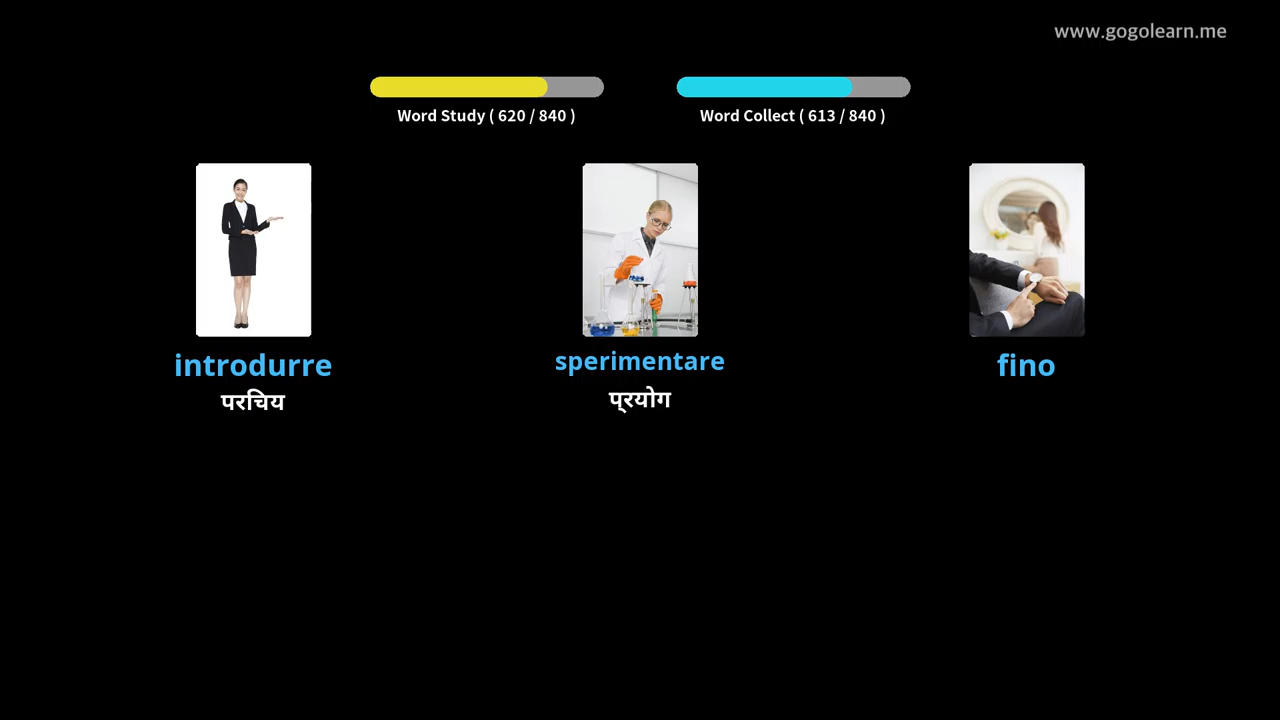 www.gogolearn.me
Word Study ( 620 / 840 )
Word Collect ( 613 / 840 )
introdurre
sperimentare
fino
परिचय
प्रयोग